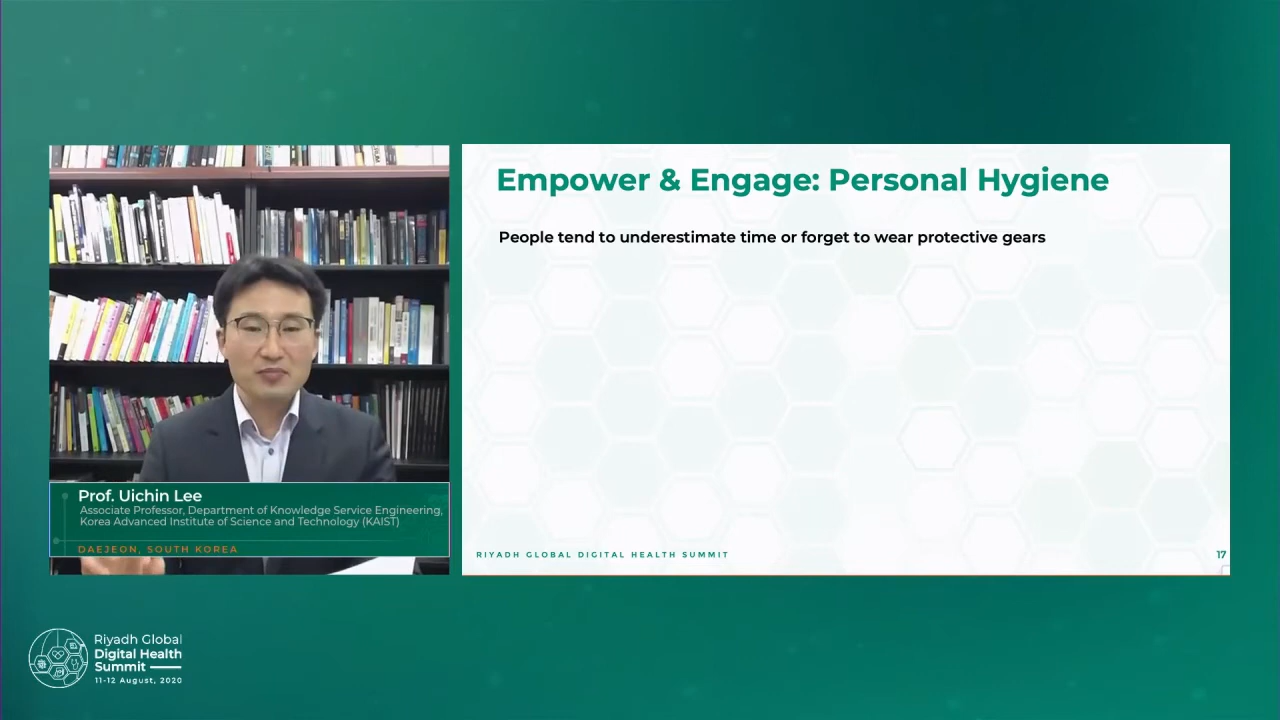 Empower & Engage: Personal Hygiene
People tend to underestimate time or forget to wear protective gears
Prof. Uichin Lee
Associate Professor, Department of Knowledge Service Engineering,
Korea Advanced Institute of Science and Technology (KAIST)
DAEJEON, SOUTH KOREA
RIYADH GLOBAL DIGITAL HEALTH SUMMIT
17
Riyadh Global
Digital Health
Summit
11-12 August, 2020